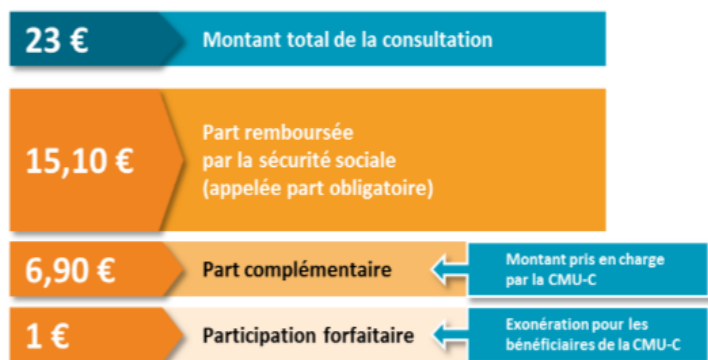 23 €
Montant total de la consultation
15,10 €
Part remboursée
par la sécurité sociale
(appelée part obligatoire)
6,90 €
Part complémentaire
Montant pris en charge
par la CMU-C
1 €
Participation forfaitaire
Exonération pour les
bénéficiaires de la CMU-C